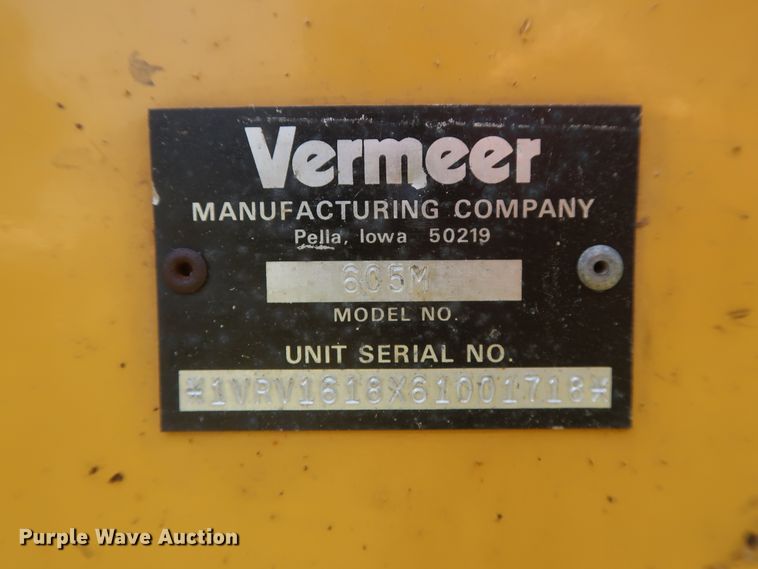 Vermeer
MANUFACTURING COMPANY
Pella, Iowa 50219
605M
MODEL NO.
UNIT SERIAL NO.
*1VRV1618X61001718*
Purple Wave Auction